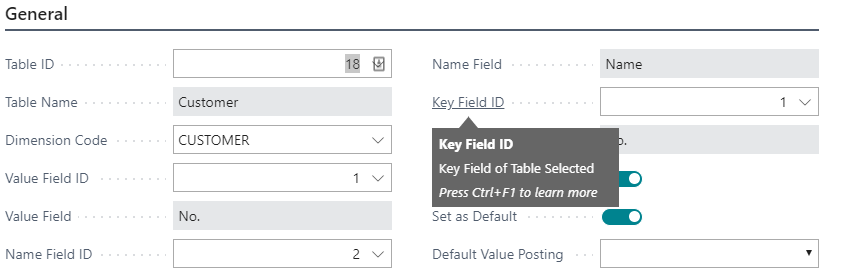 General
Table ID 18
Table Name Customer
Dimension Code CUSTOMER
Value Field ID 1
Value Field No.
Name Field ID 2
Name Field Name
Key Field ID 1
Key Field ID
Key Field of Table Selected
Press Ctrl+F1 to learn more
Set as Default
Default Value Posting